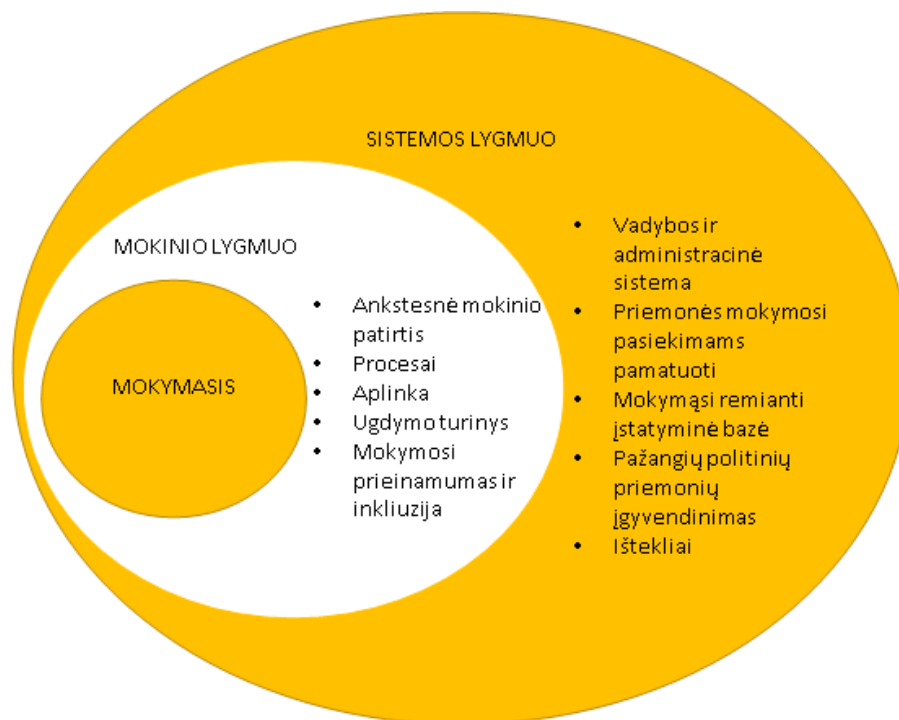 SISTEMOS LYGMUO
MOKINIO LYGMUO
MOKYMASIS
• Ankstesnė mokinio
patirtis
• Procesai
• Aplinka
• Ugdymo turinys
• Mokymosi
prieinamumas ir
inkliuzija
• Vadybos ir
administracinė
sistema
• Priemonės mokymosi
pasiekimams
pamatuoti
• Mokymąsi remianti
įstatyminė bazė
• Pažangių politinių
priemonių
įgyvendinimas
• Ištekliai